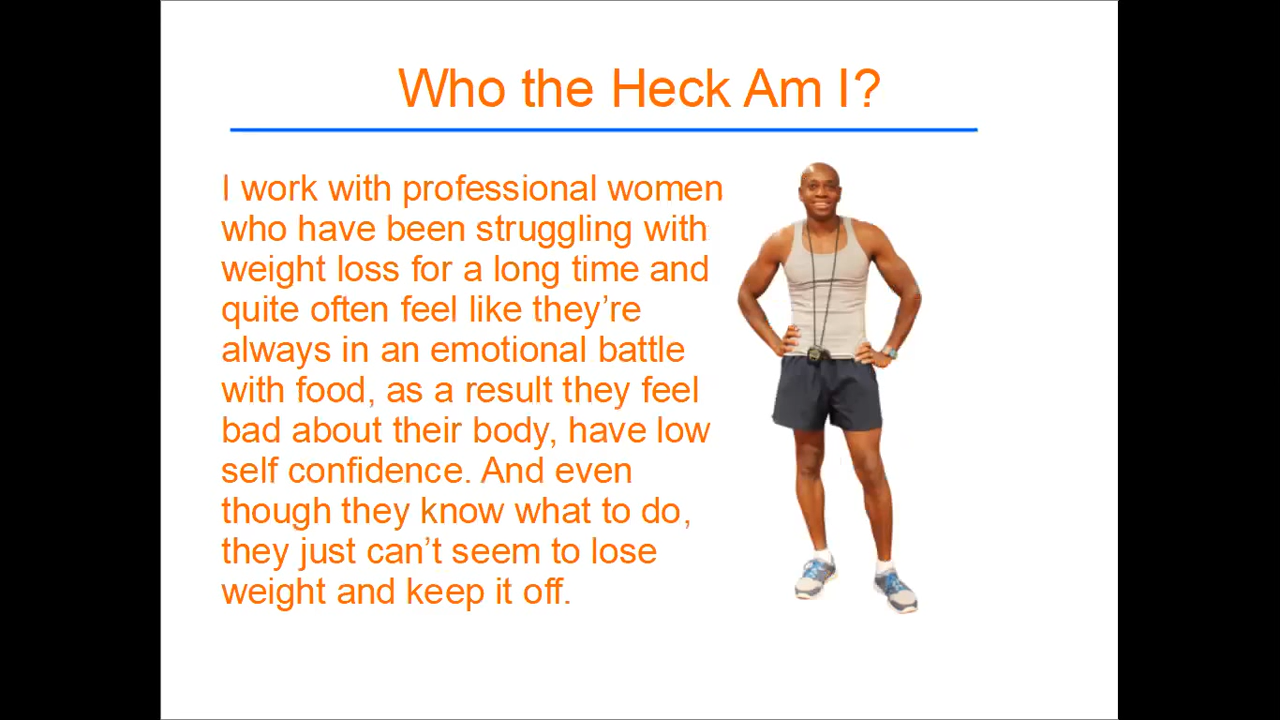 Who the Heck Am I?
I work with professional women
who have been struggling with
weight loss for a long time and
quite often feel like they’re
always in an emotional battle
with food, as a result they feel
bad about their body, have low
self confidence. And even
though they know what to do,
they just can’t seem to lose
weight and keep it off.